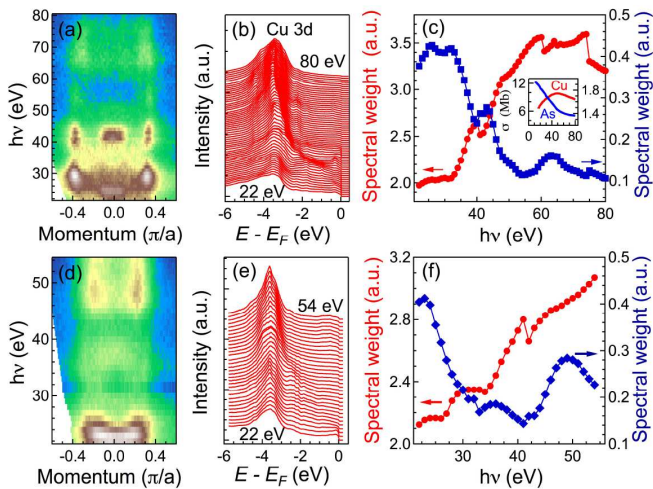 (a)
hν (eV)
80
70
60
50
40
30
-0.4 0.0 0.4
Momentum (π/a)
(b)
Cu 3d
80 eV
22 eV
Intensity (a.u.)
-6 -4 -2 0
E - E_F (eV)
(c)
Spectral weight (a.u.)
3.5
3.0
2.5
2.0
20 40 60 80
hν (eV)
0.5
0.4
0.3
0.2
0.1
0
Spectral weight (a.u.)
σ (Mb)
12
6
Cu
As
1.8
1.4
0 40 80
(d)
hν (eV)
50
40
30
-0.4 0.0 0.4
Momentum (π/a)
(e)
54 eV
22 eV
Intensity (a.u.)
-6 -4 -2 0
E - E_F (eV)
(f)
Spectral weight (a.u.)
3.2
2.8
2.4
2.0
30 40 50
hν (eV)
0.5
0.4
0.3
0.2
0.1
Spectral weight (a.u.)